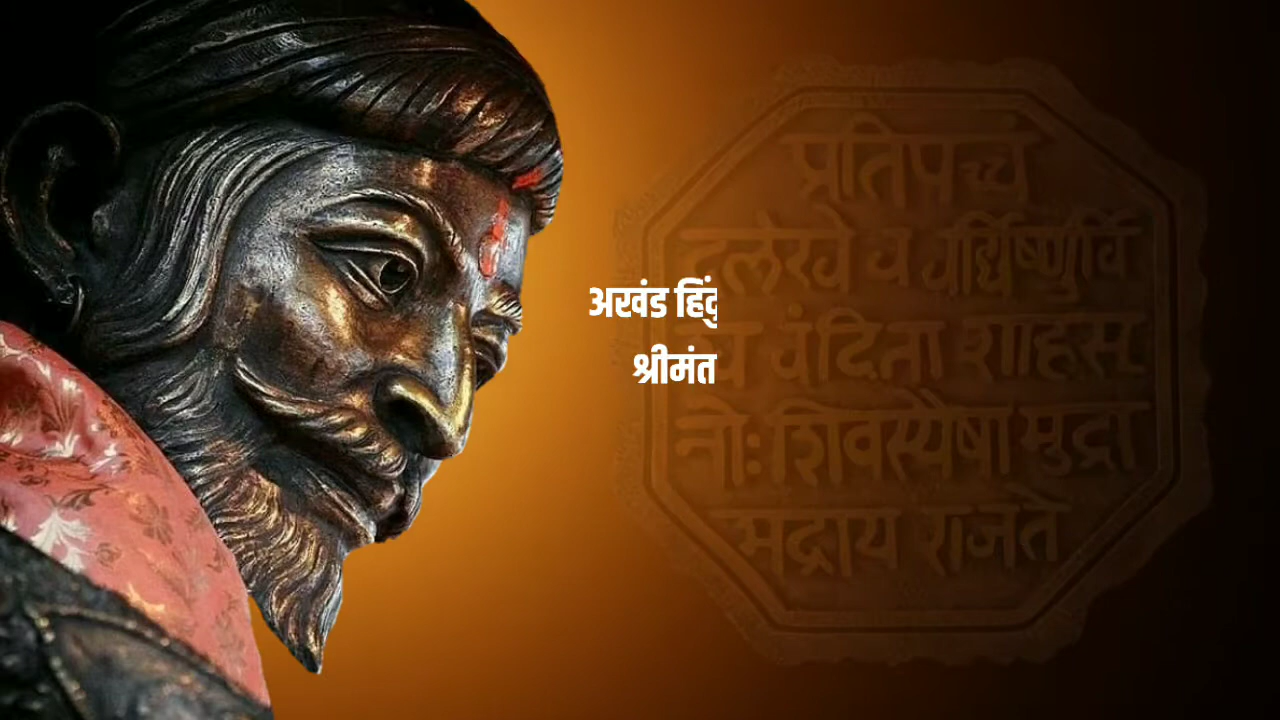 अखंड हिंदु
श्रीमंत
प्रतिपच्चं
द्रलेखेव वर्धिष्णुर्वि
श्व वंदिता शाहस
नोः शिवस्यैषा मुद्रा
भद्राय राजते